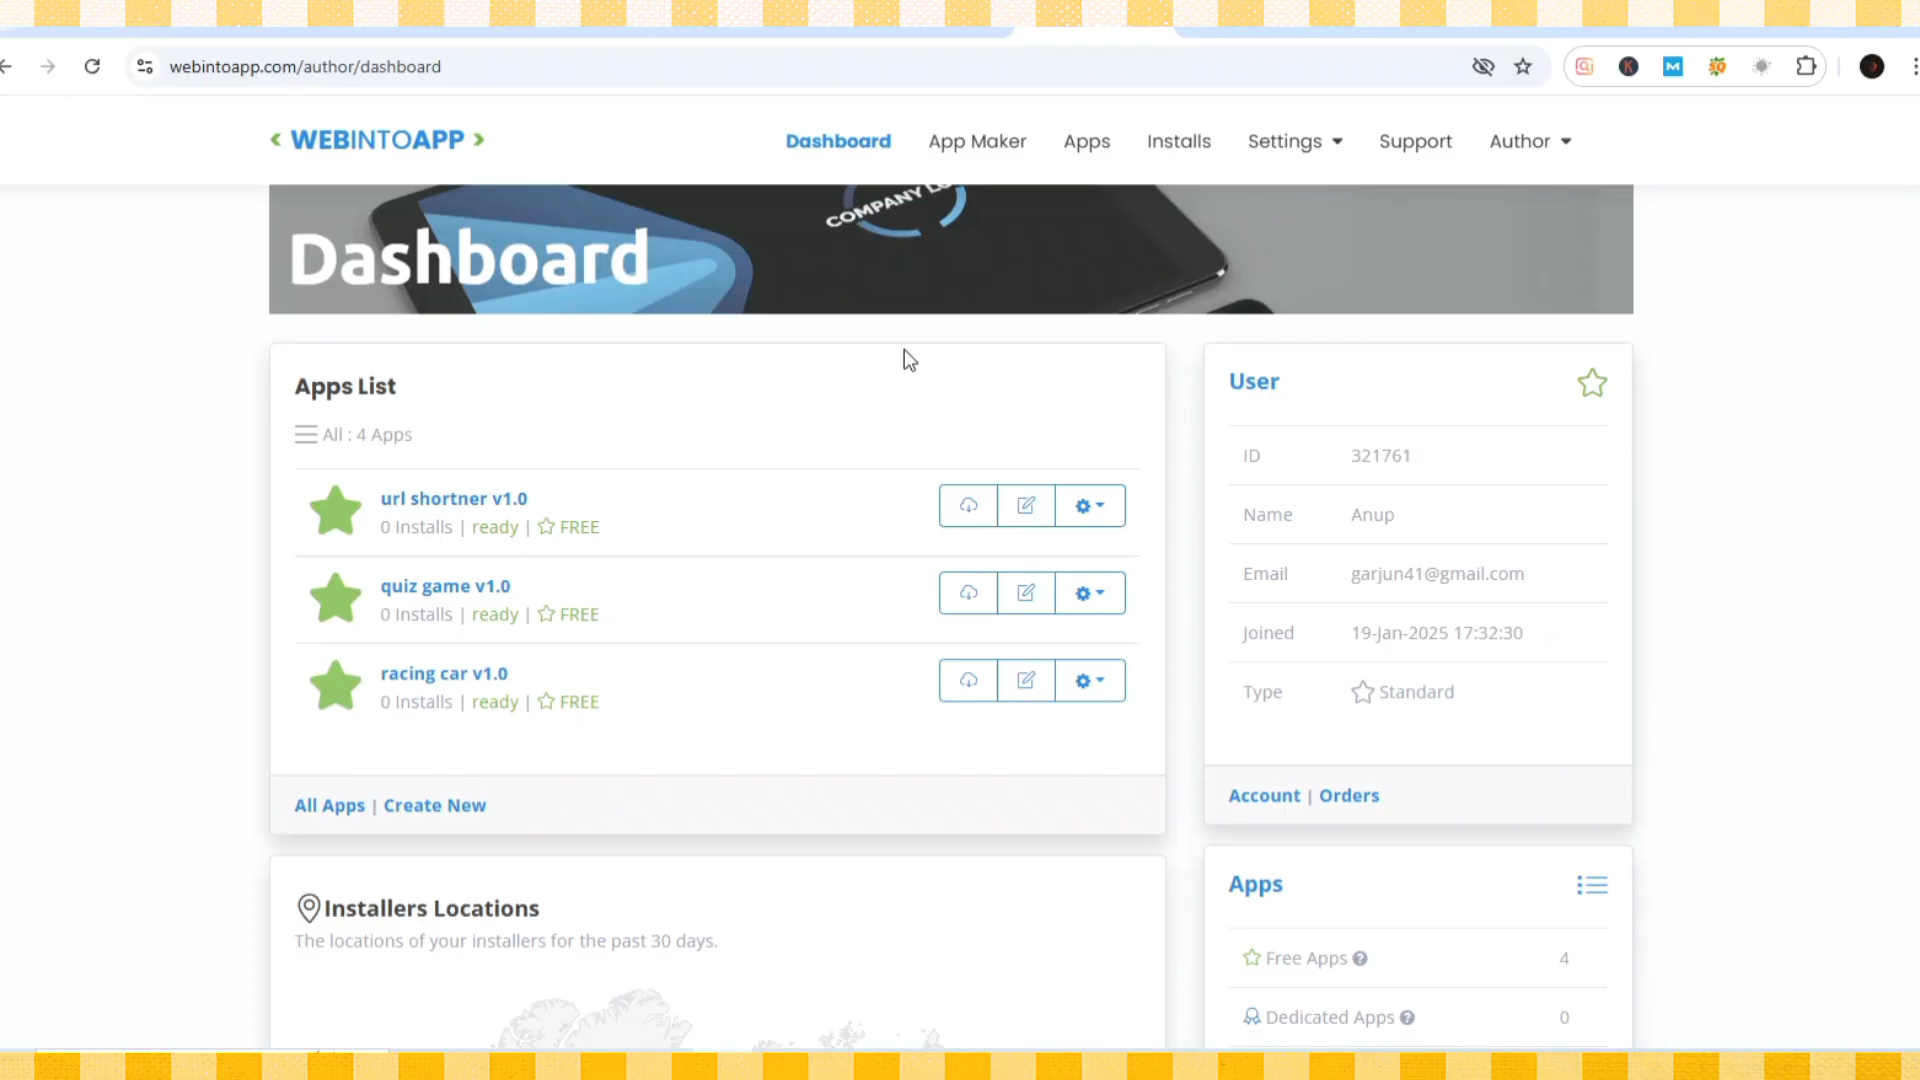 webintoapp.com/author/dashboard
WEBINTOAPP
Dashboard
App Maker
Apps
Installs
Settings
Support
Author
COMPANY LO
Dashboard
Apps List
All : 4 Apps
url shortner v1.0
0 Installs | ready | FREE
quiz game v1.0
0 Installs | ready | FREE
racing car v1.0
0 Installs | ready | FREE
All Apps | Create New
Installers Locations
The locations of your installers for the past 30 days.
User
ID 321761
Name Anup
Email garjun41@gmail.com
Joined 19-Jan-2025 17:32:30
Type Standard
Account | Orders
Apps
Free Apps ? 4
Dedicated Apps ? 0